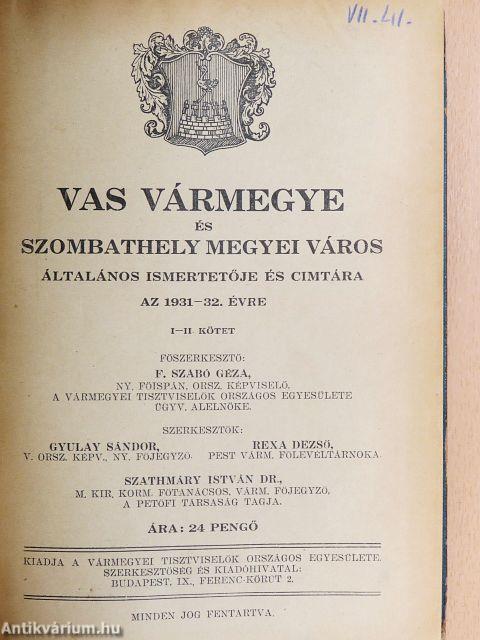 VII. LII.
VAS VÁRMEGYE
ÉS
SZOMBATHELY MEGYEI VÁROS
ÁLTALÁNOS ISMERTETŐJE ÉS CIMTÁRA
AZ 1931–32. ÉVRE
I–II. KÖTET
FŐSZERKESZTŐ:
F. SZABÓ GÉZA,
NY. FŐISPÁN, ORSZ. KÉPVISELŐ,
A VÁRMEGYEI TISZTVISELŐK ORSZÁGOS EGYESÜLETE
ÜGYV. ALELNÖKE.
SZERKESZTŐK:
GYULAY SÁNDOR, REXA DEZSŐ,
V. ORSZ. KÉPV., NY. FŐJEGYZŐ. PEST VÁRM. FŐLEVÉLTÁRNOKA.
SZATHMÁRY ISTVÁN DR.,
M. KIR. KORM. FŐTANÁCSOS, VÁRM. FŐJEGYZŐ,
A PETŐFI TÁRSASÁG TAGJA.
ÁRA: 24 PENGŐ
KIADJA A VÁRMEGYEI TISZTVISELŐK ORSZÁGOS EGYESÜLETE.
SZERKESZTŐSÉG ÉS KIADÓHIVATAL:
BUDAPEST, IX., FERENC-KÖRUT 2.
MINDEN JOG FENTARTVA.
Antikvárium.hu